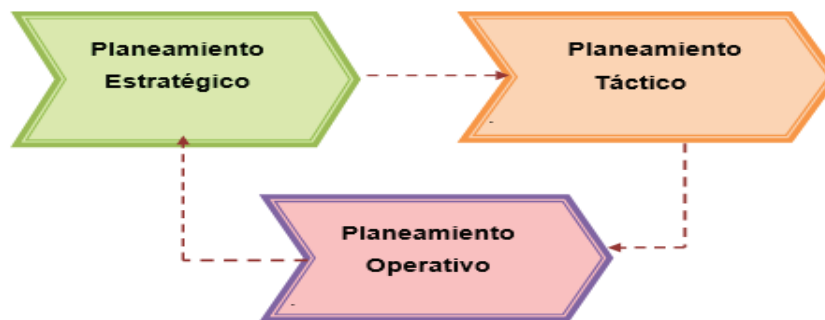 Planeamiento
Estratégico
Planeamiento
Táctico
Planeamiento
Operativo